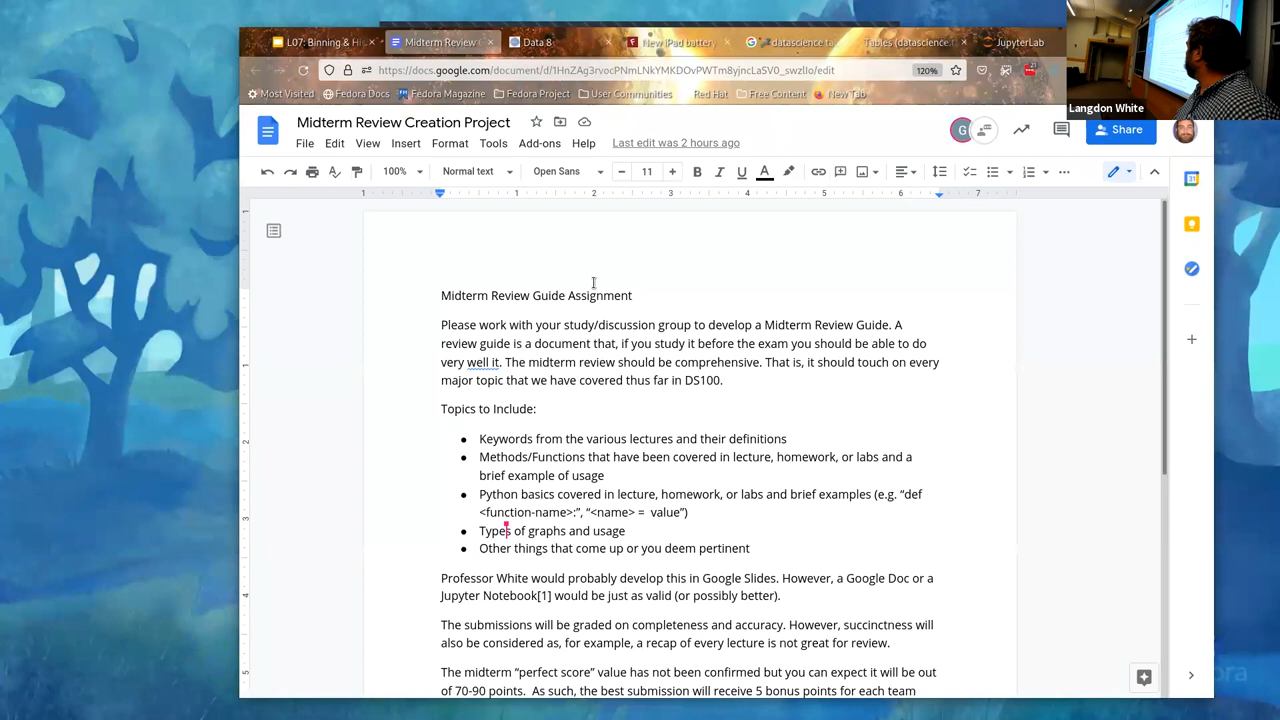 L07: Binning & Hi
Midterm Review C
Data 8
New iPad battery
datascience ta
Tables (datascience.
JupyterLab
https://docs.google.com/document/d/1HnZAg3rvocPNmLNkYMKDOvPWTm8yjncLaSV0_swzlIo/edit
120%
21
Most Visited
Fedora Docs
Fedora Magazine
Fedora Project
User Communities
Red Hat
Free Content
New Tab
Langdon White
Midterm Review Creation Project
File Edit View Insert Format Tools Add-ons Help
Last edit was 2 hours ago
G
Share
100%
Normal text
Open Sans
11
B I U A
1 1 2 3 4 5 6 7
Midterm Review Guide Assignment
Please work with your study/discussion group to develop a Midterm Review Guide. A
review guide is a document that, if you study it before the exam you should be able to do
very well it. The midterm review should be comprehensive. That is, it should touch on every
major topic that we have covered thus far in DS100.
Topics to Include:
● Keywords from the various lectures and their definitions
● Methods/Functions that have been covered in lecture, homework, or labs and a
brief example of usage
● Python basics covered in lecture, homework, or labs and brief examples (e.g. “def
<function-name>:”, “<name> = value”)
● Types of graphs and usage
● Other things that come up or you deem pertinent
Professor White would probably develop this in Google Slides. However, a Google Doc or a
Jupyter Notebook[1] would be just as valid (or possibly better).
The submissions will be graded on completeness and accuracy. However, succinctness will
also be considered as, for example, a recap of every lecture is not great for review.
The midterm “perfect score” value has not been confirmed but you can expect it will be out
of 70-90 points. As such, the best submission will receive 5 bonus points for each team